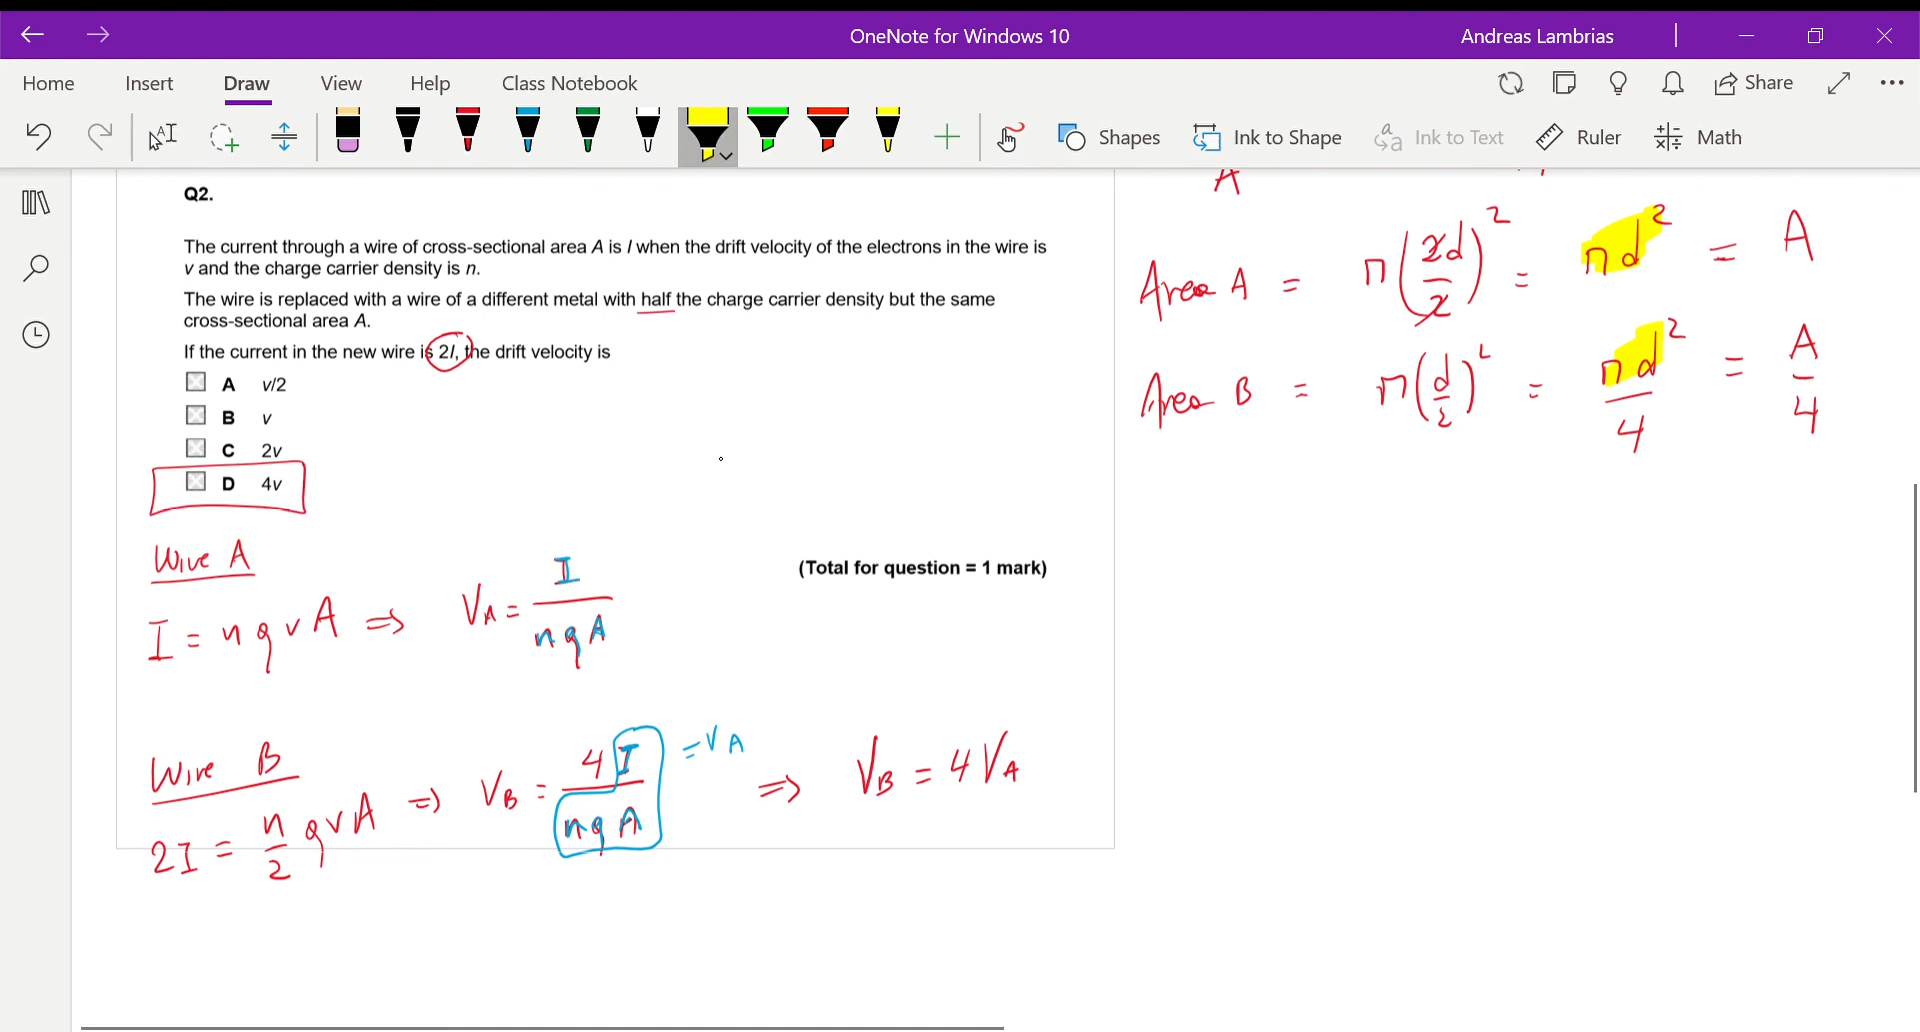 OneNote for Windows 10
Andreas Lambrias
Home Insert Draw View Help Class Notebook Share
Shapes Ink to Shape Ink to Text Ruler Math
Q2.
The current through a wire of cross-sectional area A is I when the drift velocity of the electrons in the wire is
v and the charge carrier density is n.
The wire is replaced with a wire of a different metal with half the charge carrier density but the same
cross-sectional area A.
If the current in the new wire is 2I, the drift velocity is
A v/2
B v
C 2v
D 4v
(Total for question = 1 mark)
Wire A
I = nqvA ⇒ VA = I/nqA
Wire B
2I = n/2 qvA ⇒ VB = 4I/nqA = VA ⇒ VB = 4VA
A
Area A = π(2d/2)² = πd² = A
Area B = π(d/2)² = πd²/4 = A/4